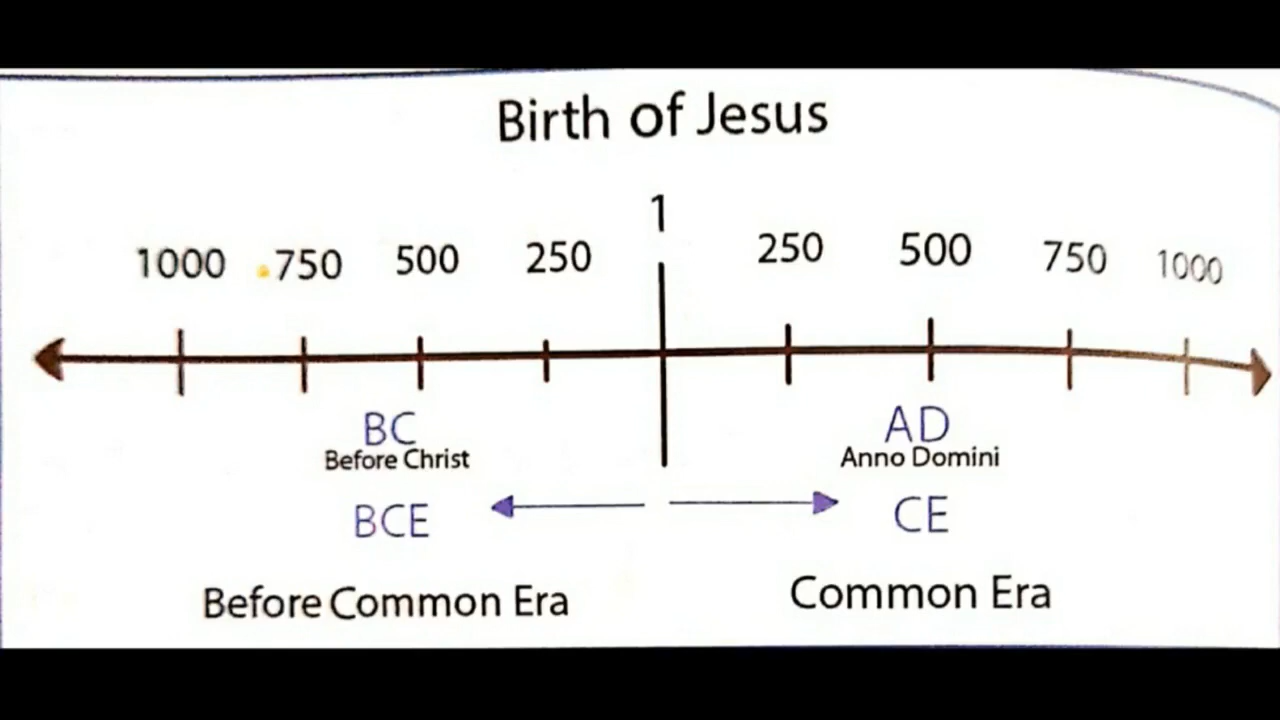 Birth of Jesus
1
1000 750 500 250 250 500 750 1000
BC AD
Before Christ Anno Domini
BCE CE
Before Common Era Common Era